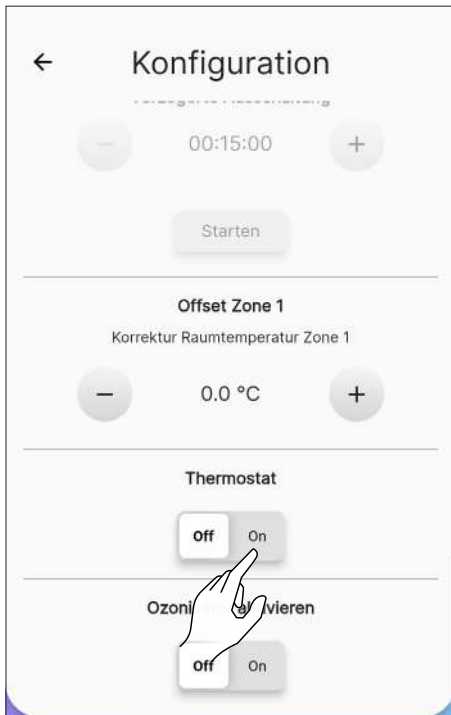 Konfiguration
00:15:00
Starten
Offset Zone 1
Korrektur Raumtemperatur Zone 1
− 0.0 °C +
Thermostat
Off On
Off On